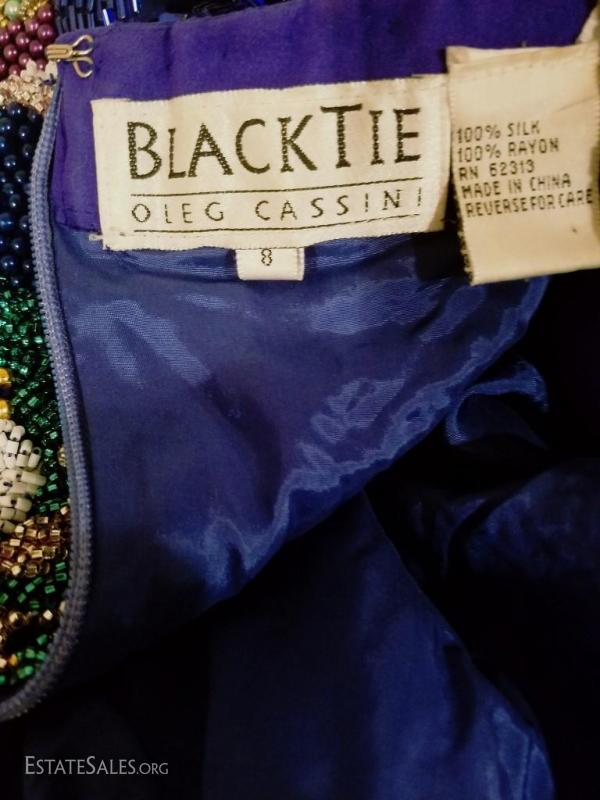 BLACKTIE
OLEG CASSINI
8
100% SILK
100% RAYON
RN 62313
MADE IN CHINA
REVERSE FOR CARE
ESTATESALES.ORG